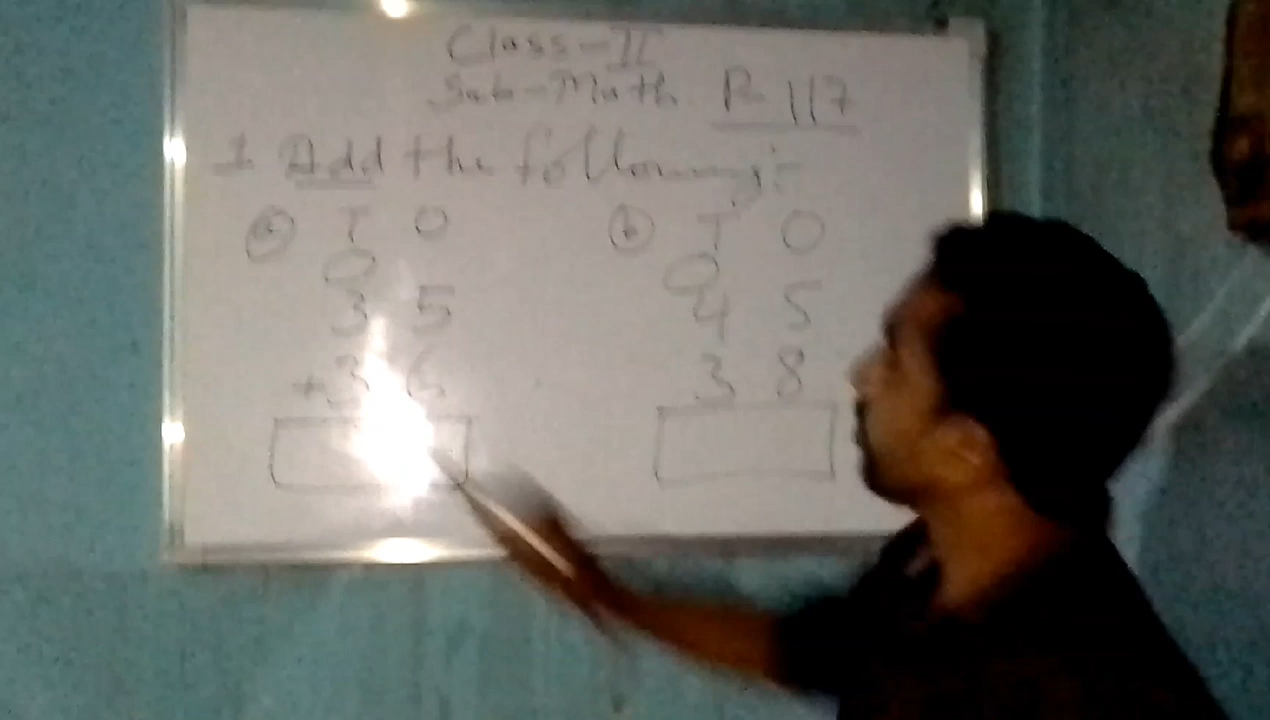 Class-II
Sub-Math P-117
1 Add the following:-
(a) T O (b) T O
3 5 4 5
+3 6 3 8